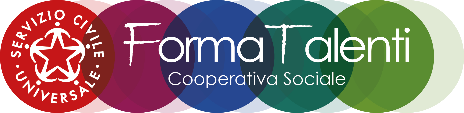 SERVIZIO CIVILE
UNIVERSALE
FormaTalenti
Cooperativa Sociale